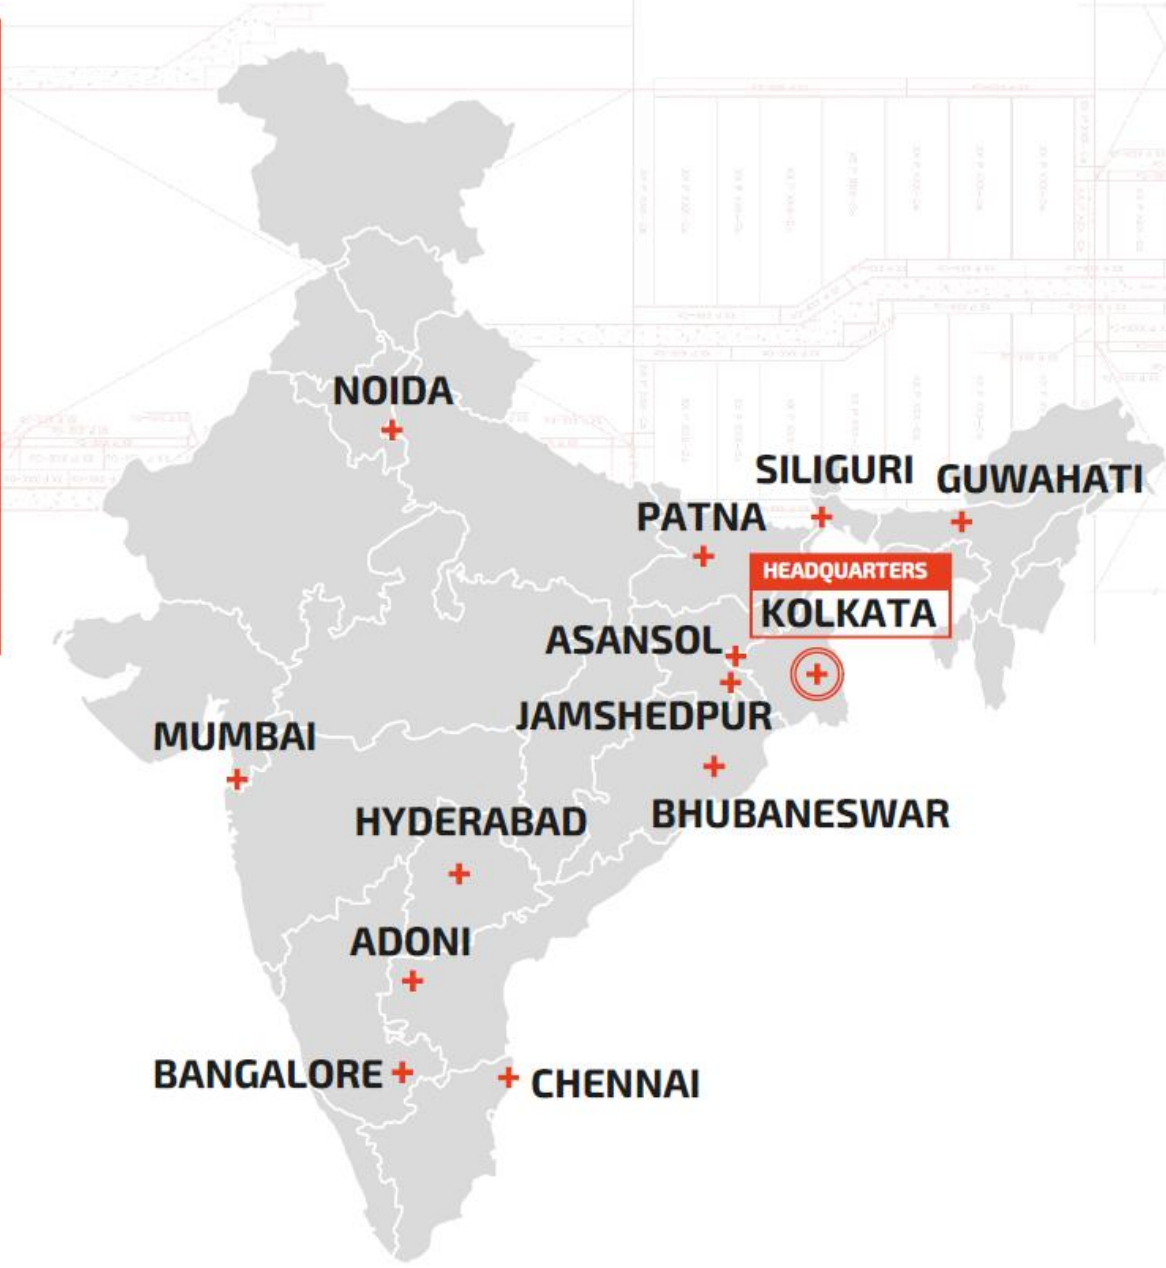 NOIDA
SILIGURI
GUWAHATI
PATNA
HEADQUARTERS
KOLKATA
ASANSOL
JAMSHEDPUR
MUMBAI
BHUBANESWAR
HYDERABAD
ADONI
BANGALORE
CHENNAI